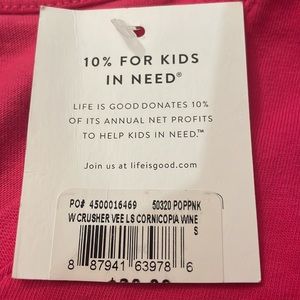 10% FOR KIDS
IN NEED®
LIFE IS GOOD DONATES 10%
OF ITS ANNUAL NET PROFITS
TO HELP KIDS IN NEED.™
Join us at lifeisgood.com
PO# 4500016469 50320 POPPNK
W CRUSHER VEE LS CORNICOPIA WINE
S
8 87941 63978 6